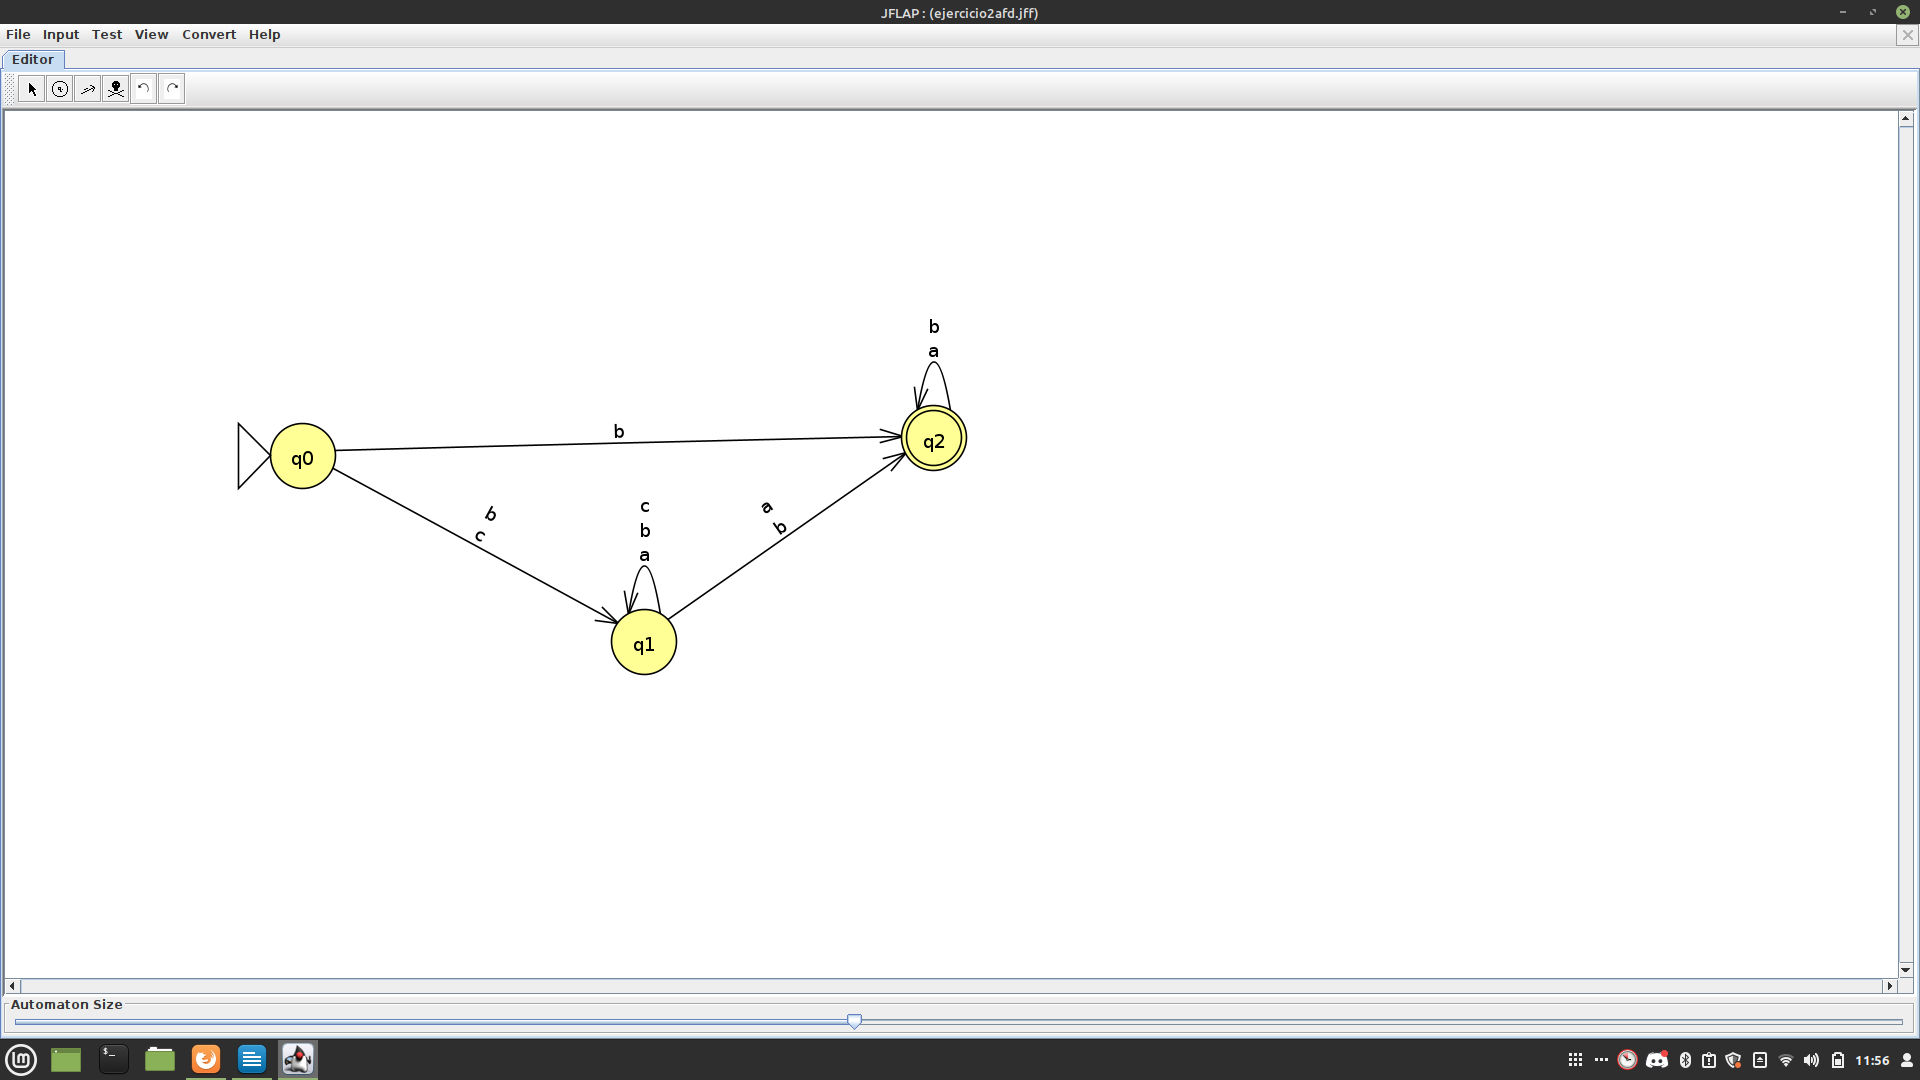 JFLAP : (ejercicio2afd.jff)
File Input Test View Convert Help
Editor
b
a
b
q2
q0
b
c
c
b
a
a
b
q1
Automaton Size
11:56